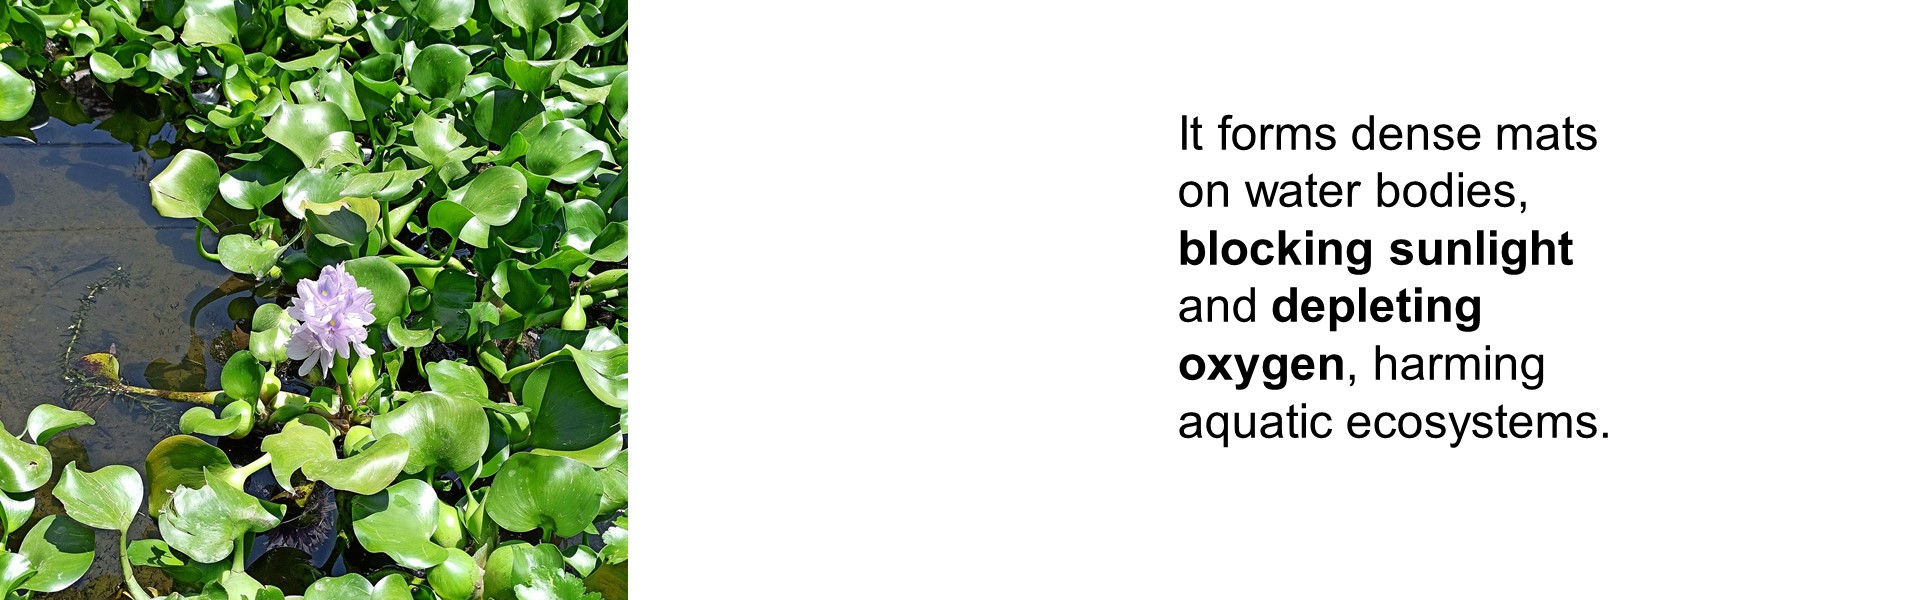 It forms dense mats
on water bodies,
blocking sunlight
and depleting
oxygen, harming
aquatic ecosystems.